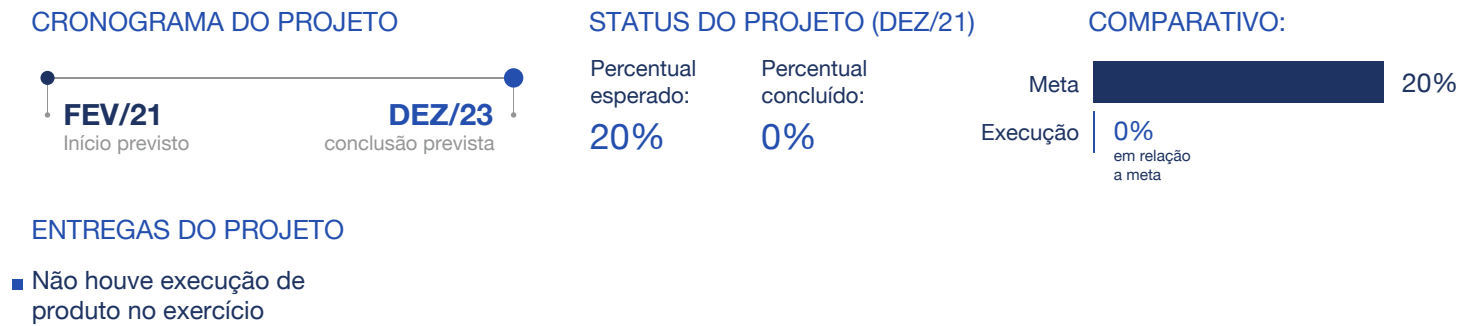 CRONOGRAMA DO PROJETO
FEV/21
Início previsto
DEZ/23
conclusão prevista
STATUS DO PROJETO (DEZ/21)
Percentual
esperado:
20%
Percentual
concluído:
0%
COMPARATIVO:
Meta
20%
Execução
0%
em relação
a meta
ENTREGAS DO PROJETO
Não houve execução de
produto no exercício